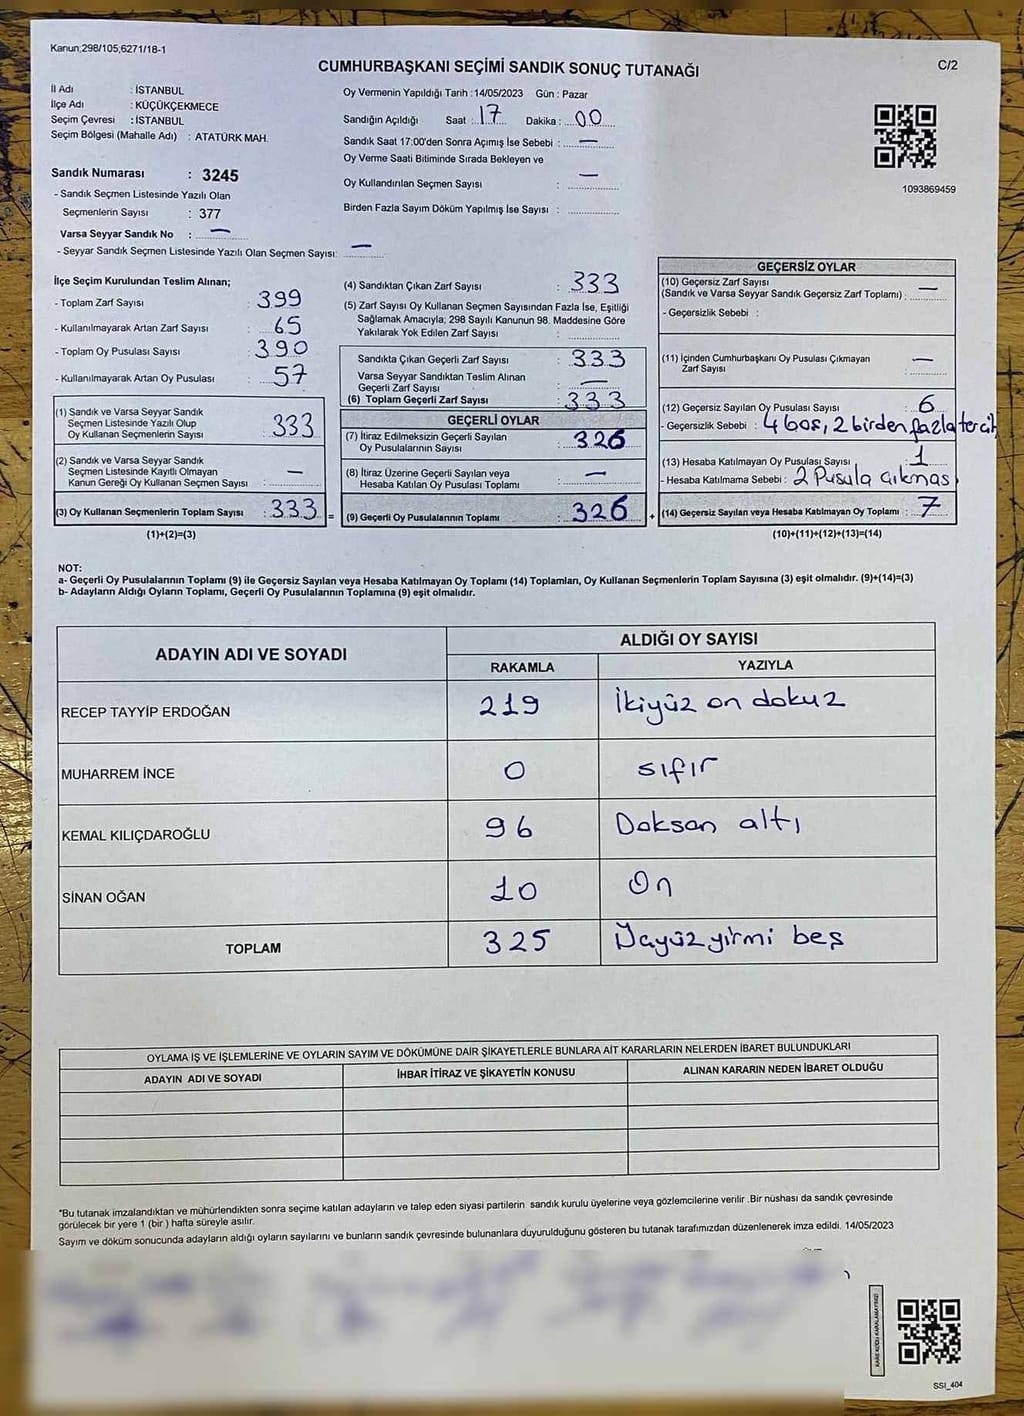 Kanun,298/105,6271/18-1
C/2
CUMHURBAŞKANI SEÇİMİ SANDIK SONUÇ TUTANAĞI
İl Adı : İSTANBUL
İlçe Adı : KÜÇÜKÇEKMECE
Seçim Çevresi : İSTANBUL
Seçim Bölgesi (Mahalle Adı) : ATATÜRK MAH.
Sandık Numarası : 3245
- Sandık Seçmen Listesinde Yazılı Olan
Seçmenlerin Sayısı : 377
Varsa Seyyar Sandık No : —
- Seyyar Sandık Seçmen Listesinde Yazılı Olan Seçmen Sayısı: —
Oy Vermenin Yapıldığı Tarih : 14/05/2023 Gün : Pazar
Sandığın Açıldığı Saat : 17 Dakika : 00
Sandık Saat 17:00'den Sonra Açımış İse Sebebi : —
Oy Verme Saati Bitiminde Sırada Bekleyen ve
Oy Kullandırılan Seçmen Sayısı : —
Birden Fazla Sayım Döküm Yapılmış İse Sayısı :
1093869459
İlçe Seçim Kurulundan Teslim Alınan;
- Toplam Zarf Sayısı : 399
- Kullanılmayarak Artan Zarf Sayısı : 65
- Toplam Oy Pusulası Sayısı : 390
- Kullanılmayarak Artan Oy Pusulası : 57
(1) Sandık ve Varsa Seyyar Sandık
Seçmen Listesinde Yazılı Olup
Oy Kullanan Seçmenlerin Sayısı : 333
(2) Sandık ve Varsa Seyyar Sandık
Seçmen Listesinde Kayıtlı Olmayan
Kanun Gereği Oy Kullanan Seçmen Sayısı : —
(3) Oy Kullanan Seçmenlerin Toplam Sayısı : 333 =
(1)+(2)=(3)
(4) Sandıktan Çıkan Zarf Sayısı : 333
(5) Zarf Sayısı Oy Kullanan Seçmen Sayısından Fazla İse, Eşitliği
Sağlamak Amacıyla; 298 Sayılı Kanunun 98. Maddesine Göre
Yakılarak Yok Edilen Zarf Sayısı :
Sandıkta Çıkan Geçerli Zarf Sayısı : 333
Varsa Seyyar Sandıktan Teslim Alınan
Geçerli Zarf Sayısı : —
(6) Toplam Geçerli Zarf Sayısı : 333
GEÇERLİ OYLAR
(7) İtiraz Edilmeksizin Geçerli Sayılan
Oy Pusulalarının Sayısı : 326
(8) İtiraz Üzerine Geçerli Sayılan veya
Hesaba Katılan Oy Pusulası Toplamı : —
(9) Geçerli Oy Pusulalarının Toplamı : 326 +
GEÇERSİZ OYLAR
(10) Geçersiz Zarf Sayısı
(Sandık ve Varsa Seyyar Sandık Geçersiz Zarf Toplamı) : —
- Geçersizlik Sebebi :
(11) İçinden Cumhurbaşkanı Oy Pusulası Çıkmayan
Zarf Sayısı : —
(12) Geçersiz Sayılan Oy Pusulası Sayısı : 6
- Geçersizlik Sebebi : 4 boş, 2 birden fazla tercih
(13) Hesaba Katılmayan Oy Pusulası Sayısı : 1
- Hesaba Katılmama Sebebi : 2 Pusula çıkması
(14) Geçersiz Sayılan veya Hesaba Katılmayan Oy Toplamı : 7
(10)+(11)+(12)+(13)=(14)
NOT:
a- Geçerli Oy Pusulalarının Toplamı (9) ile Geçersiz Sayılan veya Hesaba Katılmayan Oy Toplamı (14) Toplamları, Oy Kullanan Seçmenlerin Toplam Sayısına (3) eşit olmalıdır. (9)+(14)=(3)
b- Adayların Aldığı Oyların Toplamı, Geçerli Oy Pusulalarının Toplamına (9) eşit olmalıdır.
ADAYIN ADI VE SOYADI
ALDIĞI OY SAYISI
RAKAMLA YAZIYLA
RECEP TAYYİP ERDOĞAN 219 İkiyüz on dokuz
MUHARREM İNCE 0 sıfır
KEMAL KILIÇDAROĞLU 96 Doksan altı
SİNAN OĞAN 10 On
TOPLAM 325 Üçyüz yirmi beş
OYLAMA İŞ VE İŞLEMLERİNE VE OYLARIN SAYIM VE DÖKÜMÜNE DAİR ŞİKAYETLERLE BUNLARA AİT KARARLARIN NELERDEN İBARET BULUNDUKLARI
ADAYIN ADI VE SOYADI İHBAR İTİRAZ VE ŞİKAYETİN KONUSU ALINAN KARARIN NEDEN İBARET OLDUĞU
*Bu tutanak imzalandıktan ve mühürlendikten sonra seçime katılan adayların ve talep eden siyasi partilerin sandık kurulu üyelerine veya gözlemcilerine verilir .Bir nüshası da sandık çevresinde
görülecek bir yere 1 (bir ) hafta süreyle asılır.
Sayım ve döküm sonucunda adayların aldığı oyların sayılarını ve bunların sandık çevresinde bulunanlara duyurulduğunu gösteren bu tutanak tarafımızdan düzenlenerek imza edildi. 14/05/2023
KARE KODU KARALAMAYINIZ!
SSI_404